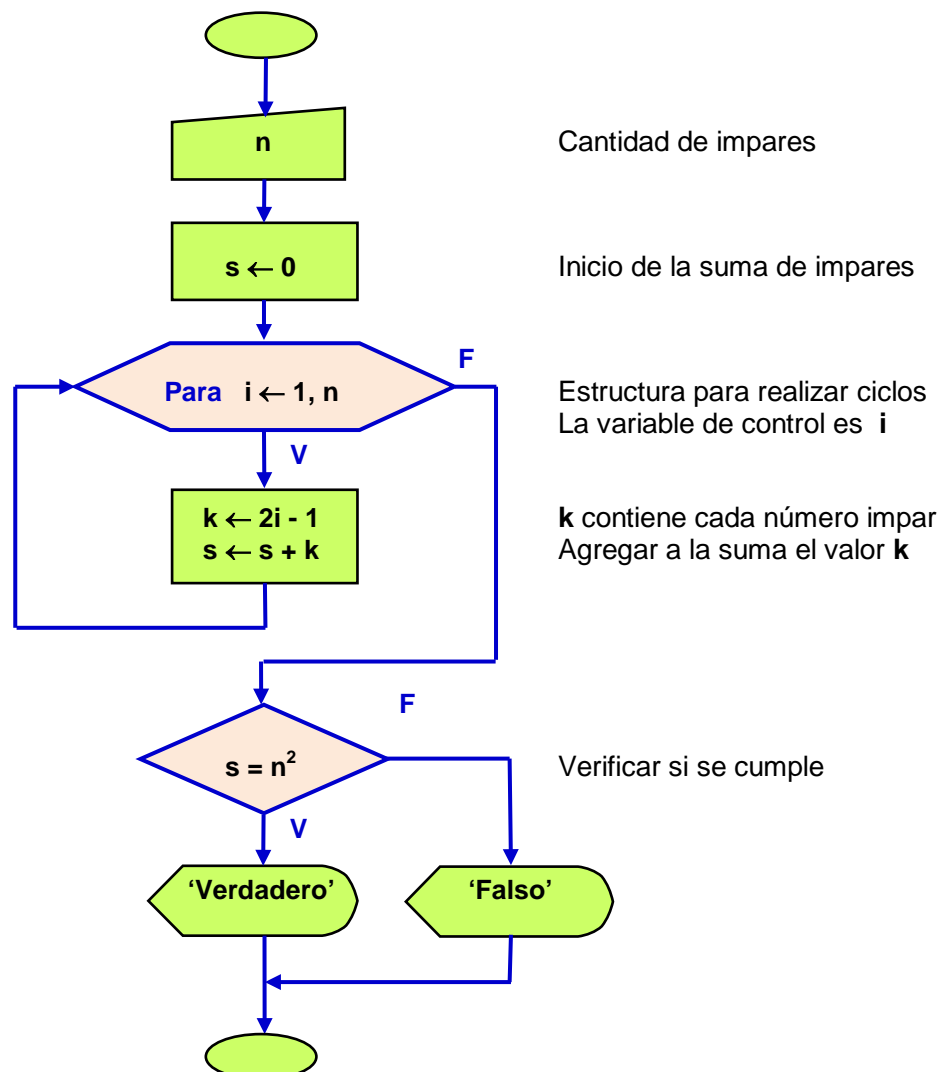 n
Cantidad de impares
s ← 0
Inicio de la suma de impares
F
Para i ← 1, n
Estructura para realizar ciclos
La variable de control es i
V
k ← 2i - 1
s ← s + k
k contiene cada número impar
Agregar a la suma el valor k
F
s = n²
Verificar si se cumple
V
‘Verdadero’
‘Falso’